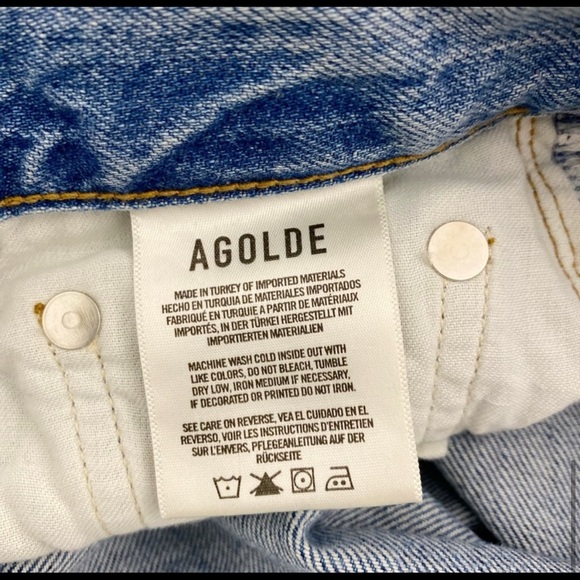 AGOLDE
MADE IN TURKEY OF IMPORTED MATERIALS
HECHO EN TURQUIA DE MATERIALES IMPORTADOS
FABRIQUÉ EN TURQUIE A PARTIR DE MATÉRIAUX
IMPORTÉS, IN DER TÜRKEI HERGESTELLT MIT
IMPORTIERTEN MATERIALIEN
MACHINE WASH COLD INSIDE OUT WITH
LIKE COLORS, DO NOT BLEACH, TUMBLE
DRY LOW, IRON MEDIUM IF NECESSARY.
IF DECORATED OR PRINTED DO NOT IRON.
SEE CARE ON REVERSE, VEA EL CUIDADO EN EL
REVERSO, VOIR LES INSTRUCTIONS D'ENTRETIEN
SUR L'ENVERS, PFLEGEANLEITUNG AUF DER
RÜCKSEITE